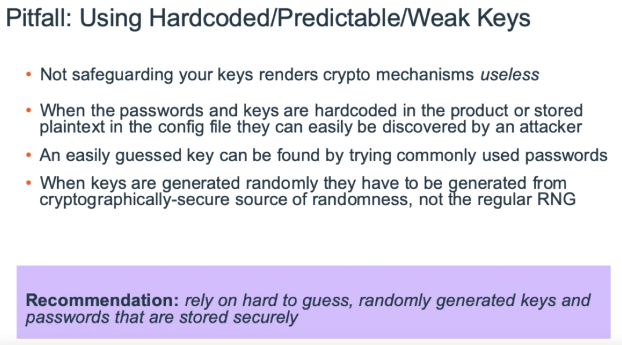 Pitfall: Using Hardcoded/Predictable/Weak Keys
• Not safeguarding your keys renders crypto mechanisms useless
• When the passwords and keys are hardcoded in the product or stored
plaintext in the config file they can easily be discovered by an attacker
• An easily guessed key can be found by trying commonly used passwords
• When keys are generated randomly they have to be generated from
cryptographically-secure source of randomness, not the regular RNG
Recommendation: rely on hard to guess, randomly generated keys and
passwords that are stored securely